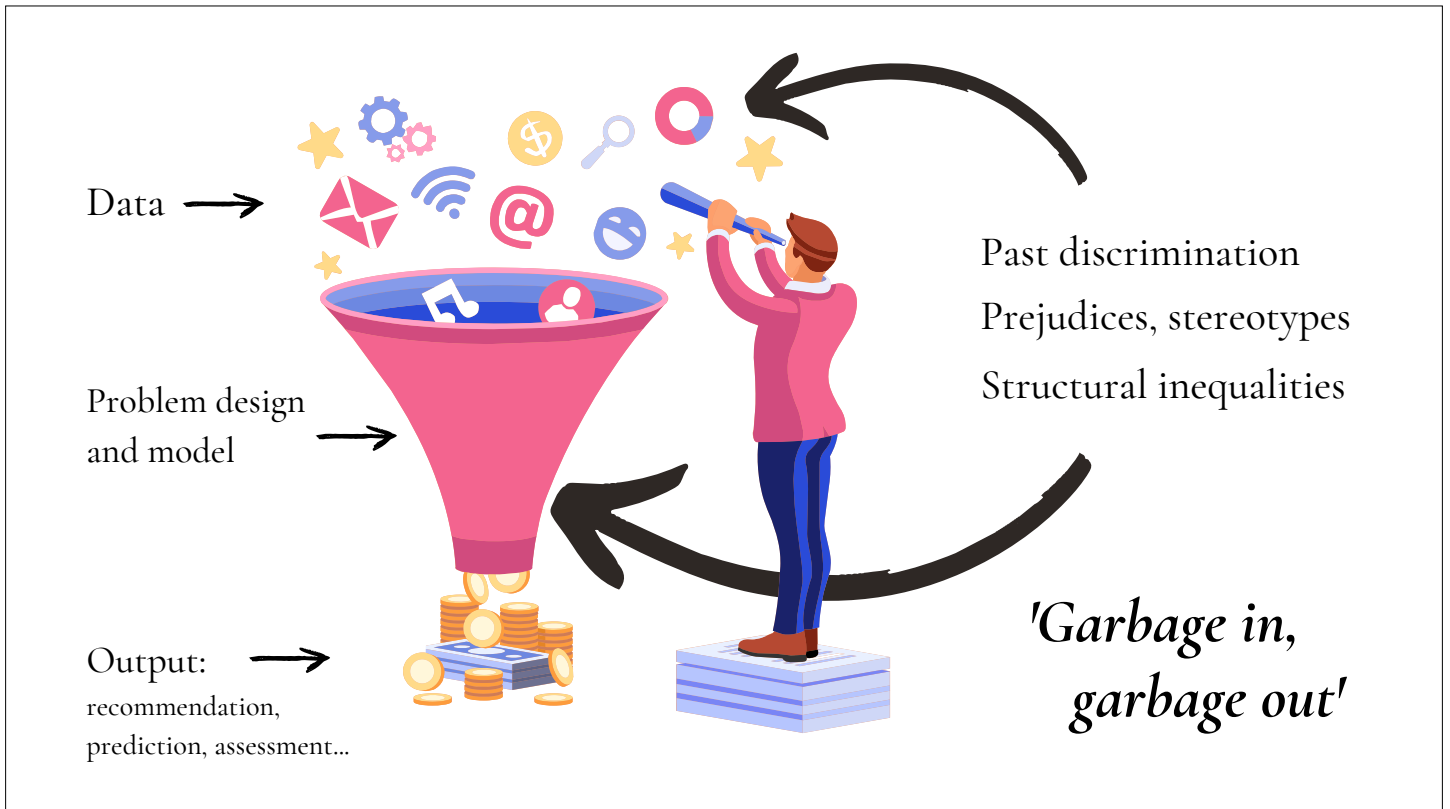 Data
Problem design
and model
Output:
recommendation,
prediction, assessment...
Past discrimination
Prejudices, stereotypes
Structural inequalities
'Garbage in,
garbage out'